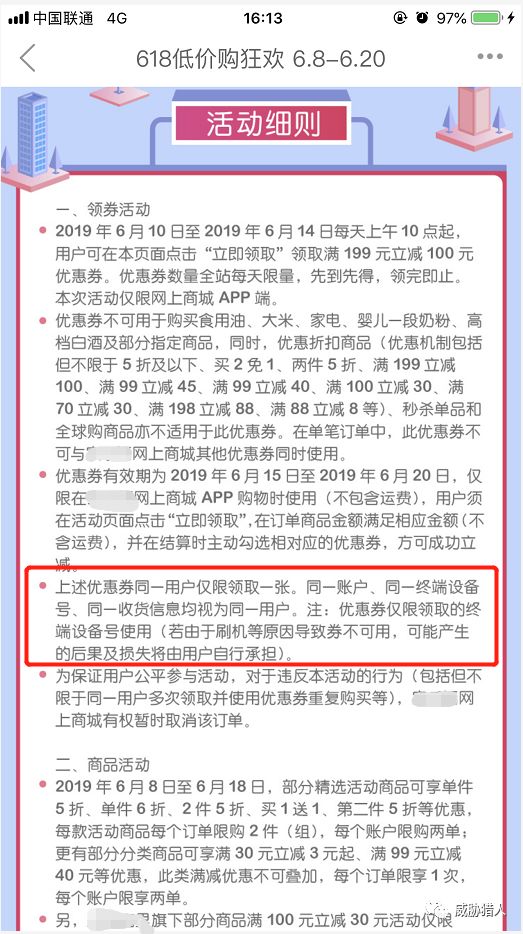 中国联通 4G 16:13 97%
618低价购狂欢 6.8-6.20
活动细则
一、领券活动
2019 年 6 月 10 日至 2019 年 6 月 14 日每天上午 10 点起，
用户可在本页面点击“立即领取”领取满 199 元立减 100 元
优惠券。优惠券数量全站每天限量，先到先得，领完即止。
本次活动仅限网上商城 APP 端。
优惠券不可用于购买食用油、大米、家电、婴儿一段奶粉、高
档白酒及部分指定商品，同时，优惠折扣商品（优惠机制包括
但不限于 5 折及以下、买 2 免 1、两件 5 折、满 199 立减
100、满 99 立减 45、满 99 立减 40、满 100 立减 30、满
70 立减 30、满 198 立减 88、满 88 立减 8 等）、秒杀单品和
全球购商品亦不适用于此优惠券。在单笔订单中，此优惠券不
可与网上商城其他优惠券同时使用。
优惠券有效期为 2019 年 6 月 15 日至 2019 年 6 月 20 日，仅
限在网上商城 APP 购物时使用（不包含运费），用户须
在活动页面点击“立即领取”，在订单商品金额满足相应金额（不
含运费），并在结算时主动勾选相对应的优惠券，方可成功立
减。
上述优惠券同一用户仅限领取一张。同一账户、同一终端设备
号、同一收货信息均视为同一用户。注：优惠券仅限领取的终
端设备号使用（若由于刷机等原因导致券不可用，可能产生
的后果及损失将由用户自行承担）。
为保证用户公平参与活动，对于违反本活动的行为（包括但不
限于同一用户多次领取并使用优惠券重复购买等），网
上商城有权暂时取消该订单。
二、商品活动
2019 年 6 月 8 日至 6 月 18 日，部分精选活动商品可享单件
5 折、单件 6 折、2 件 5 折、买 1 送 1、第二件 5 折等优惠，
每款活动商品每个订单限购 2 件（组），每个账户限购两单；
更有部分分类商品可享满 30 元立减 3 元起、满 99 元立减
40 元等优惠，此类满减优惠不可叠加，每个订单限享 1 次，
每个账户限享两单。
另，旗下部分商品满 100 元立减 30 元活动仅限
威胁猎人